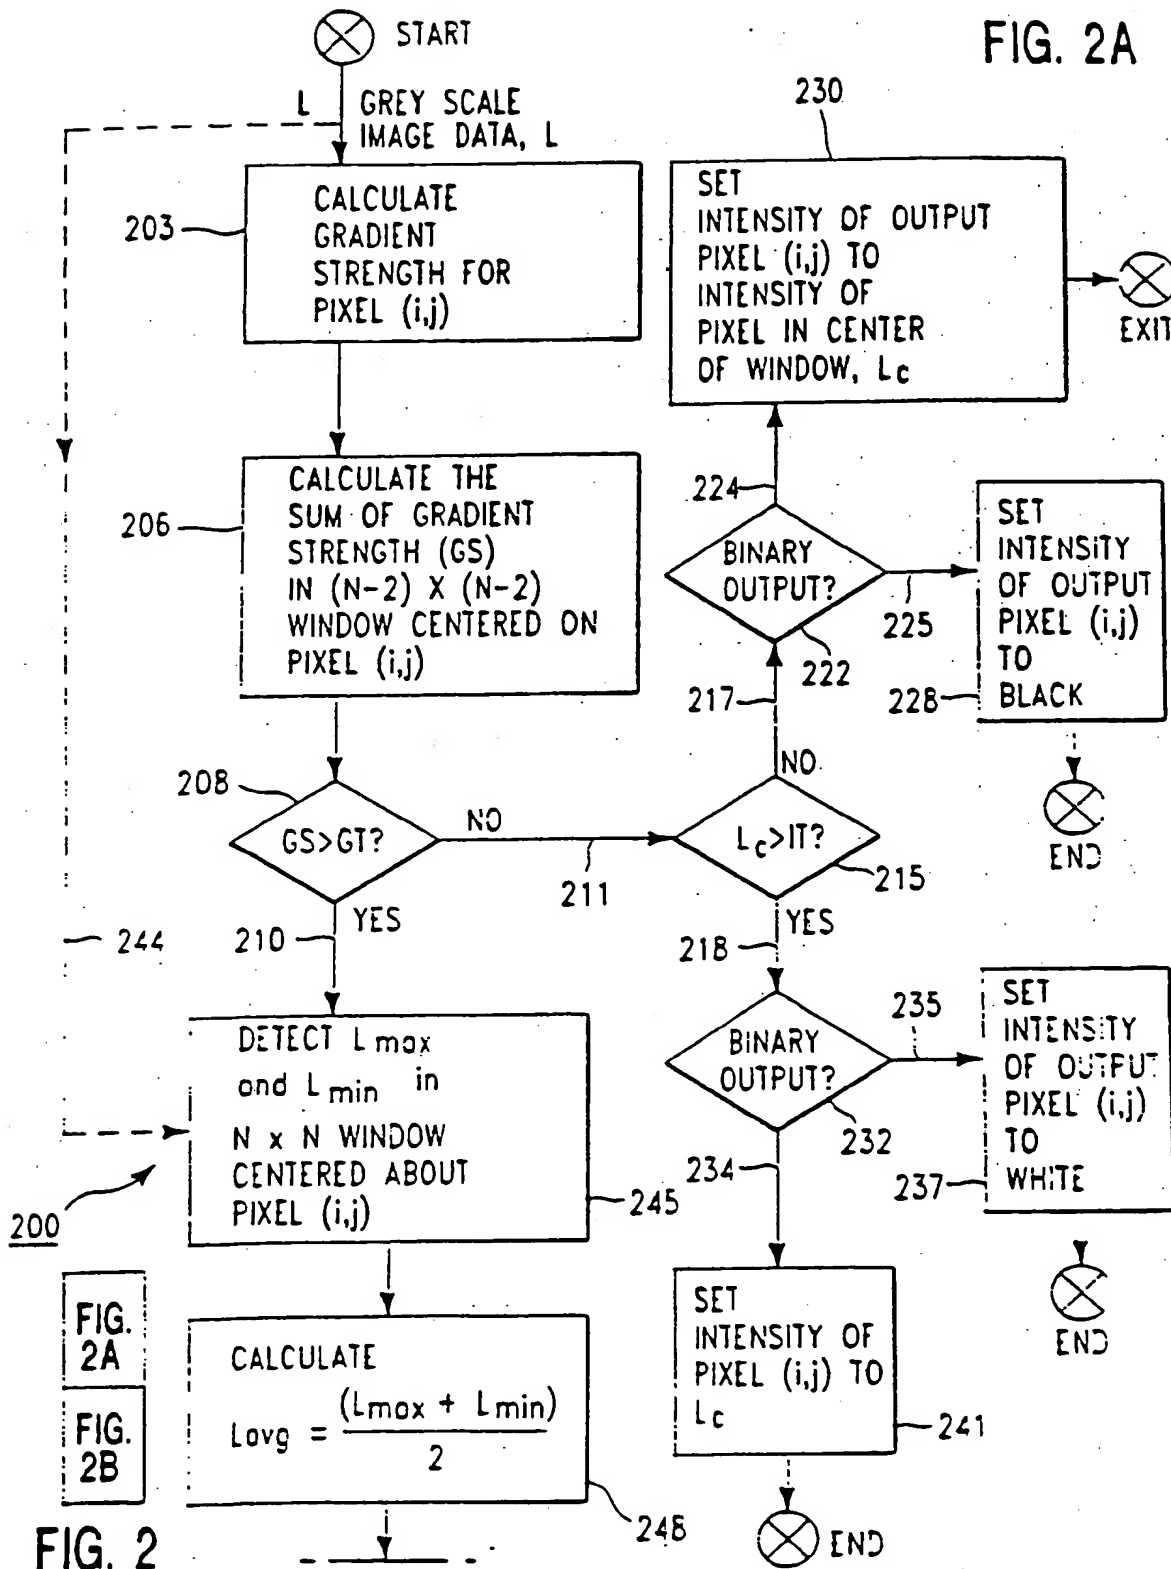 START
FIG. 2A
L
GREY SCALE
IMAGE DATA, L
203
CALCULATE
GRADIENT
STRENGTH FOR
PIXEL (i,j)
230
SET
INTENSITY OF OUTPUT
PIXEL (i,j) TO
INTENSITY OF
PIXEL IN CENTER
OF WINDOW, Lc
EXIT
206
CALCULATE THE
SUM OF GRADIENT
STRENGTH (GS)
IN (N-2) X (N-2)
WINDOW CENTERED ON
PIXEL (i,j)
224
BINARY
OUTPUT?
222
225
SET
INTENSITY
OF OUTPUT
PIXEL (i,j)
TO
BLACK
228
END
217
NO
208
GS>GT?
NO
211
Lc>IT?
215
YES
210
YES
218
244
DETECT Lmax
and Lmin in
N x N WINDOW
CENTERED ABOUT
PIXEL (i,j)
245
200
BINARY
OUTPUT?
232
235
SET
INTENSITY
OF OUTPUT
PIXEL (i,j)
TO
WHITE
237
END
234
SET
INTENSITY OF
PIXEL (i,j) TO
Lc
241
END
CALCULATE
Lavg = (Lmax + Lmin)
2
248
FIG.
2A
FIG.
2B
FIG. 2